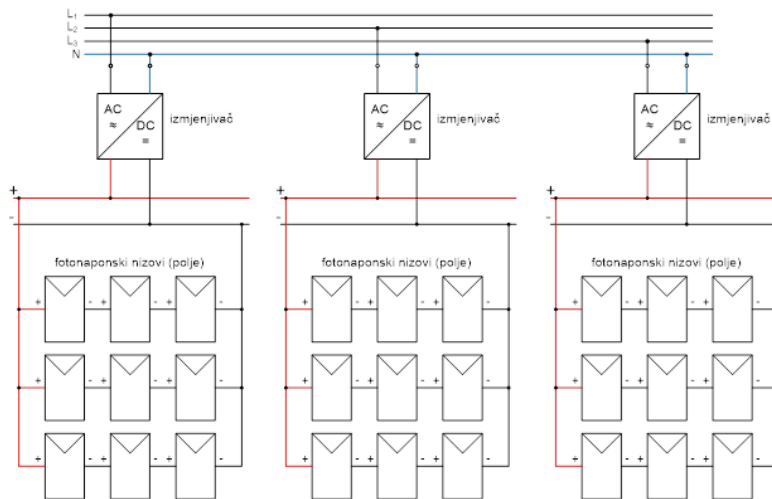 L₁
L₂
L₃
N
AC ≈ DC = izmjenjivač AC ≈ DC = izmjenjivač AC ≈ DC = izmjenjivač
+ + +
- - -
fotonaponski nizovi (polje) fotonaponski nizovi (polje) fotonaponski nizovi (polje)
+ - + - + - + - + - + - + - + - + -
+ - + - + - + - + - + - + - + - + -
+ - + - + - + - + - + - + - + - + -